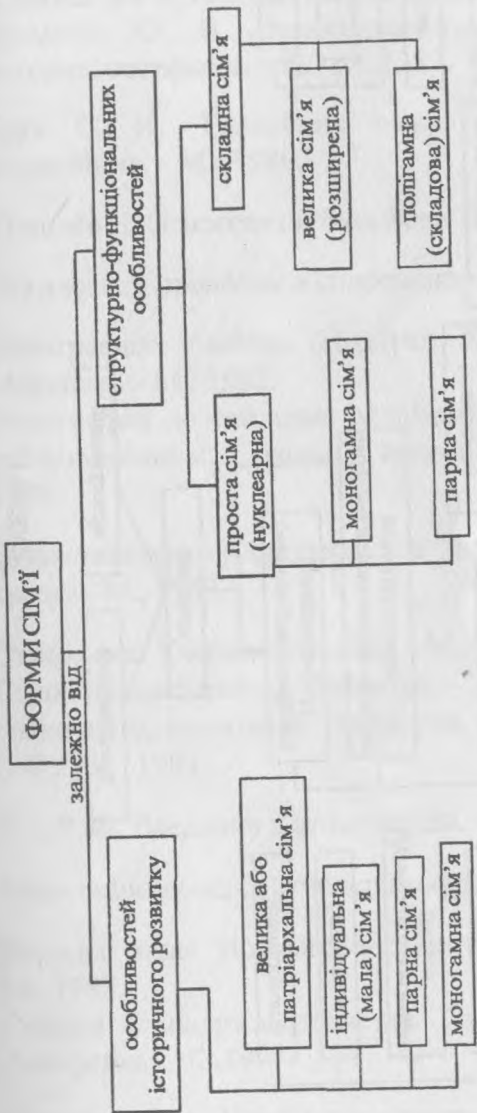 ФОРМИ СІМ'Ї
залежно від
особливостей
історичного розвитку
велика або
патріархальна сім'я
індивідуальна
(мала) сім'я
парна сім'я
моногамна сім'я
структурно-функціональних
особливостей
проста сім'я
(нуклеарна)
моногамна сім'я
парна сім'я
складна сім'я
велика сім'я
(розширена)
полігамна
(складова) сім'я